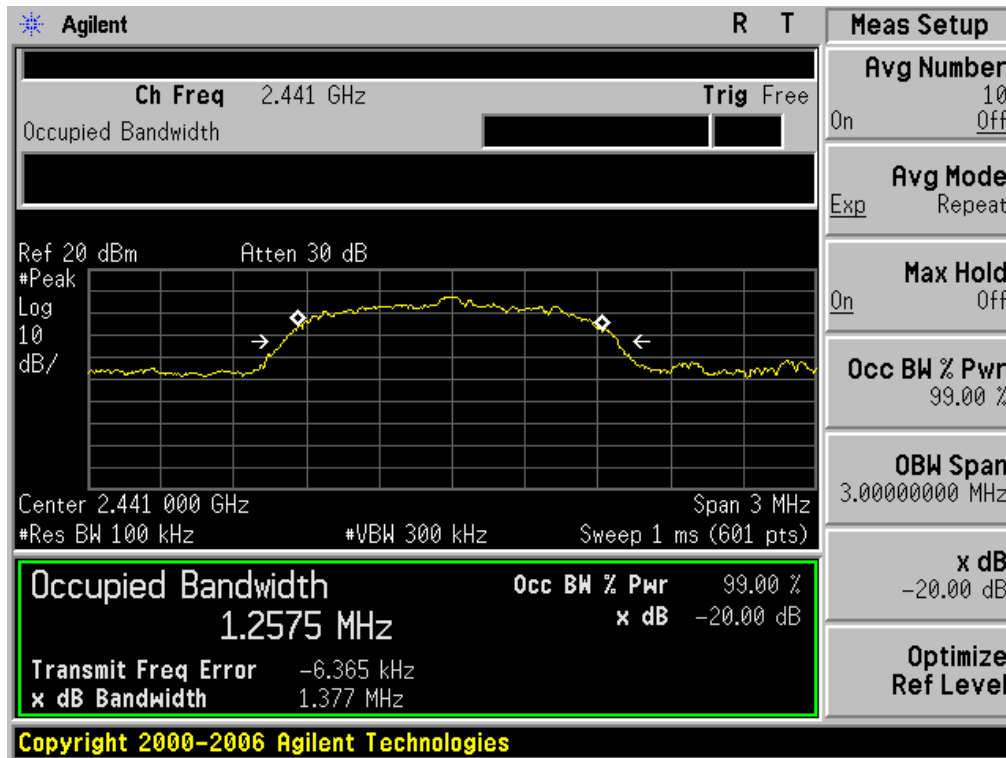 Agilent R T
Ch Freq 2.441 GHz Trig Free
Occupied Bandwidth
Ref 20 dBm Atten 30 dB
#Peak
Log
10
dB/
Center 2.441 000 GHz Span 3 MHz
#Res BW 100 kHz #VBW 300 kHz Sweep 1 ms (601 pts)
Occupied Bandwidth Occ BW % Pwr 99.00 %
1.2575 MHz x dB -20.00 dB
Transmit Freq Error -6.365 kHz
x dB Bandwidth 1.377 MHz
Copyright 2000-2006 Agilent Technologies
Meas Setup
Avg Number
10
On Off
Avg Mode
Exp Repeat
Max Hold
On Off
Occ BW % Pwr
99.00 %
OBW Span
3.00000000 MHz
x dB
-20.00 dB
Optimize
Ref Level